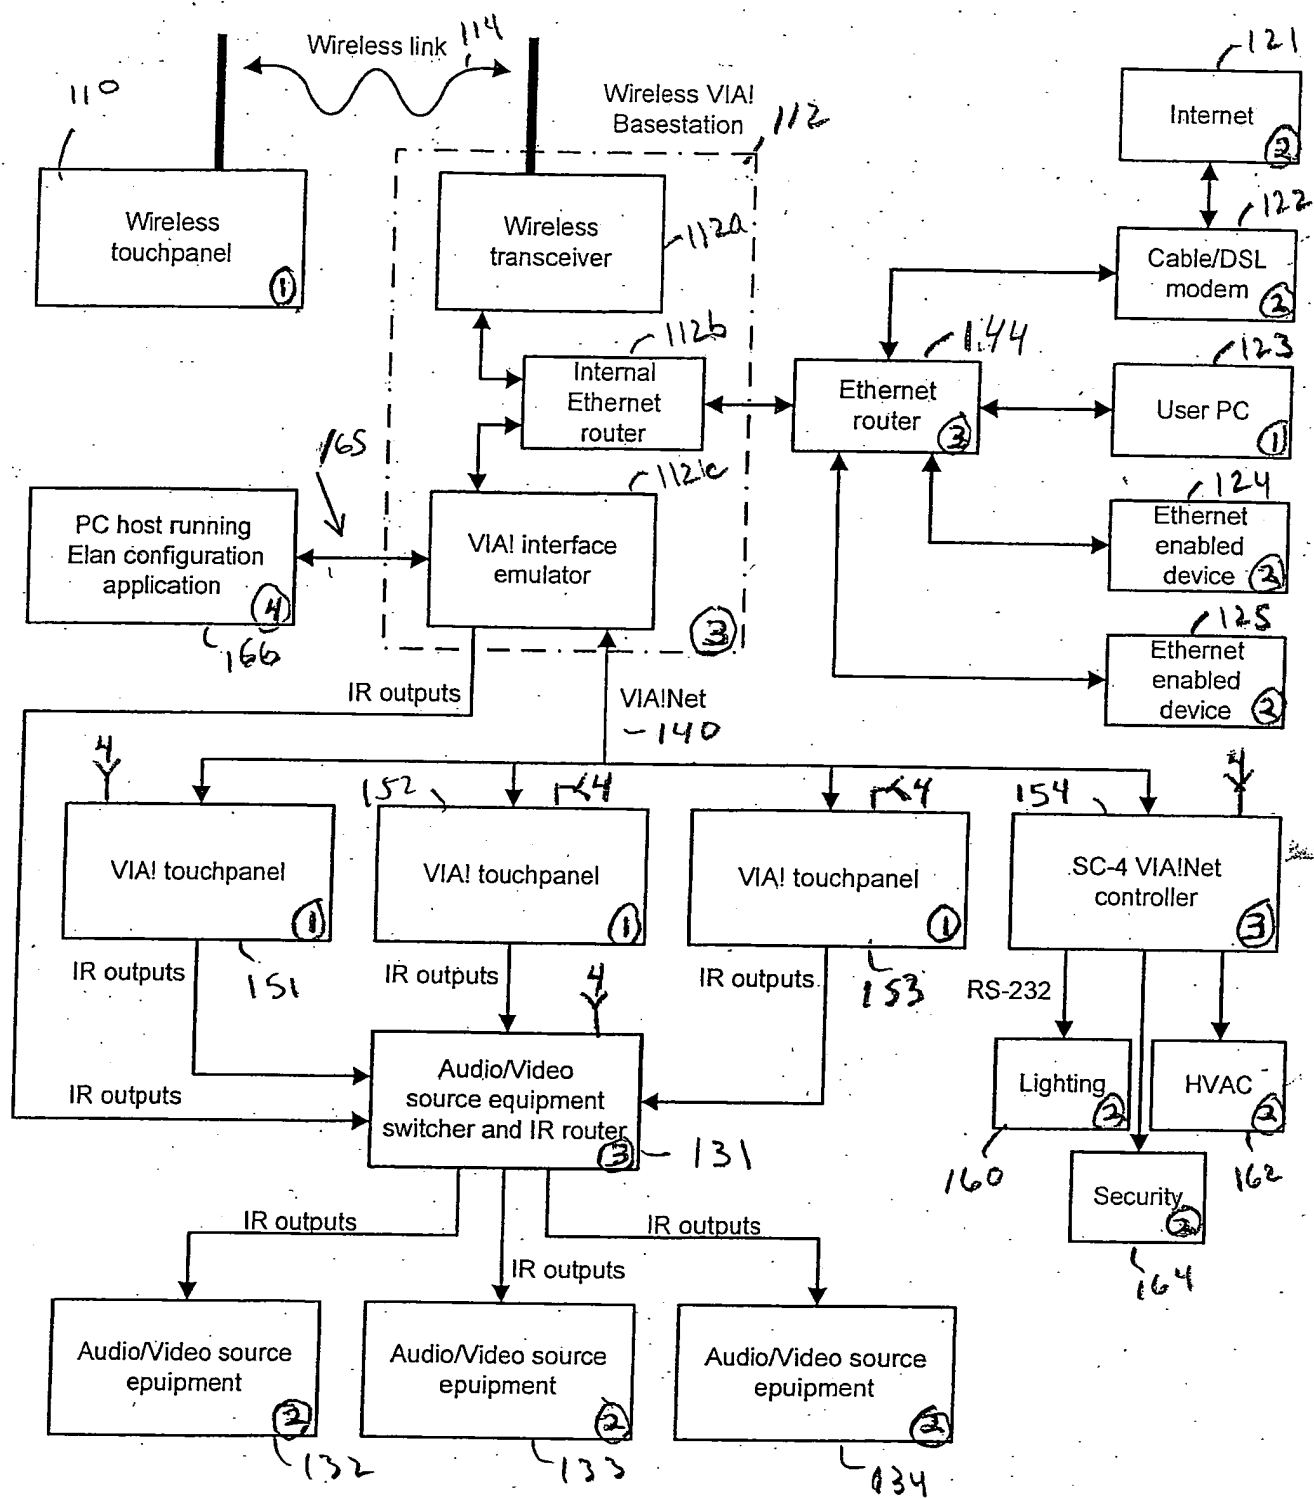 Wireless link
114
121
110
Wireless VIA!
Basestation
112
Internet
2
122
Wireless
touchpanel
1
Wireless
transceiver
112a
Cable/DSL
modem
2
112b
144
123
Internal
Ethernet
router
Ethernet
router
3
User PC
1
165
112c
124
PC host running
Elan configuration
application
4
166
VIA! interface
emulator
3
Ethernet
enabled
device
2
125
Ethernet
enabled
device
2
IR outputs
VIA!Net
140
4
152
4
4
154
4
VIA! touchpanel
1
VIA! touchpanel
1
VIA! touchpanel
1
SC-4 VIA!Net
controller
3
IR outputs
151
IR outputs
4
IR outputs
153
RS-232
Audio/Video
source equipment
switcher and IR router
3
131
IR outputs
Lighting
2
160
HVAC
2
162
Security
2
164
IR outputs
IR outputs
IR outputs
Audio/Video source
epuipment
2
132
Audio/Video source
epuipment
2
133
Audio/Video source
epuipment
2
134